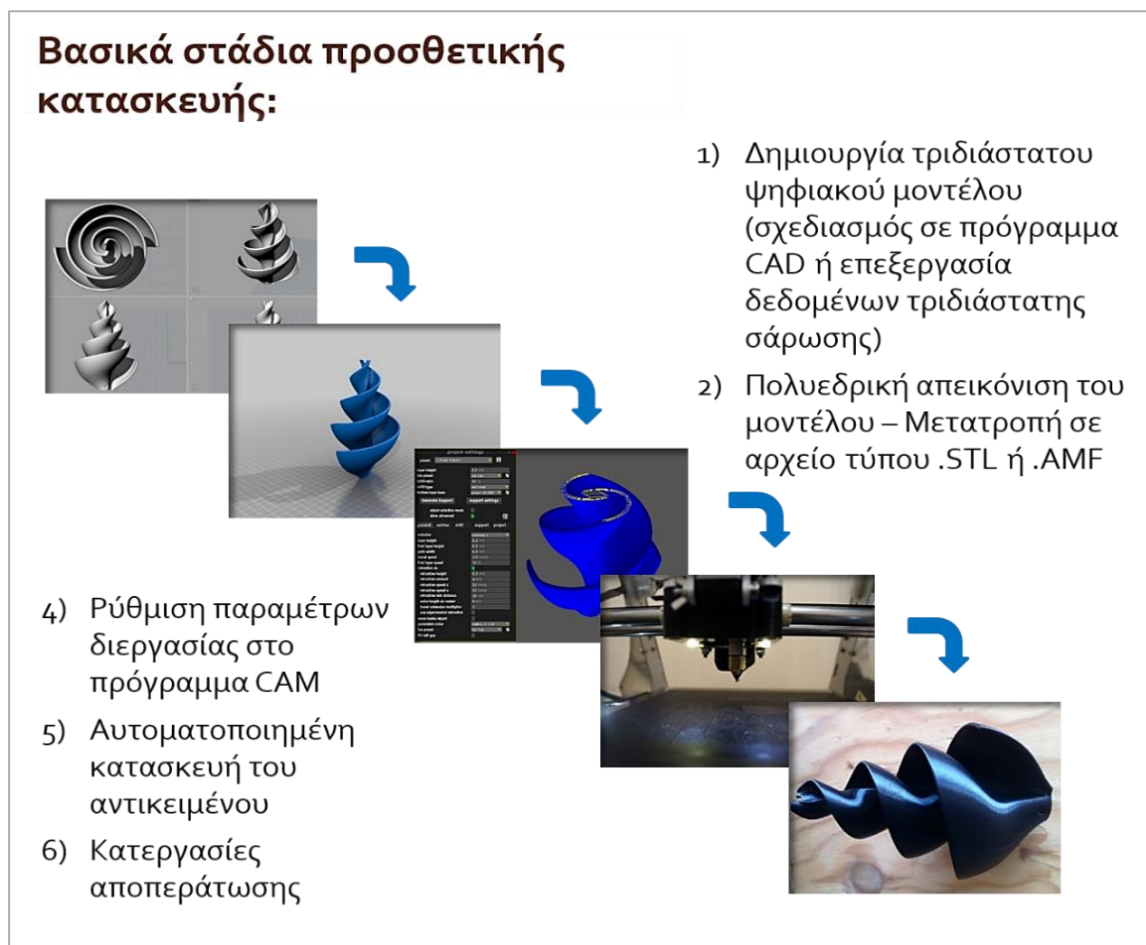 Βασικά στάδια προσθετικής
κατασκευής:
1) Δημιουργία τριδιάστατου
ψηφιακού μοντέλου
(σχεδιασμός σε πρόγραμμα
CAD ή επεξεργασία
δεδομένων τριδιάστατης
σάρωσης)
2) Πολυεδρική απεικόνιση του
μοντέλου – Μετατροπή σε
αρχείο τύπου .STL ή .AMF
project settings
4) Ρύθμιση παραμέτρων
διεργασίας στο
πρόγραμμα CAM
5) Αυτοματοποιημένη
κατασκευή του
αντικειμένου
6) Κατεργασίες
αποπεράτωσης